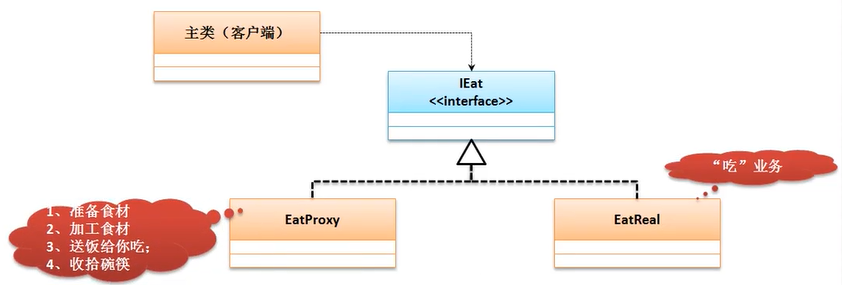 主类（客户端）
IEat
<<interface>>
“吃”业务
1、准备食材
2、加工食材
3、送饭给你吃；
4、收拾碗筷
EatProxy
EatReal